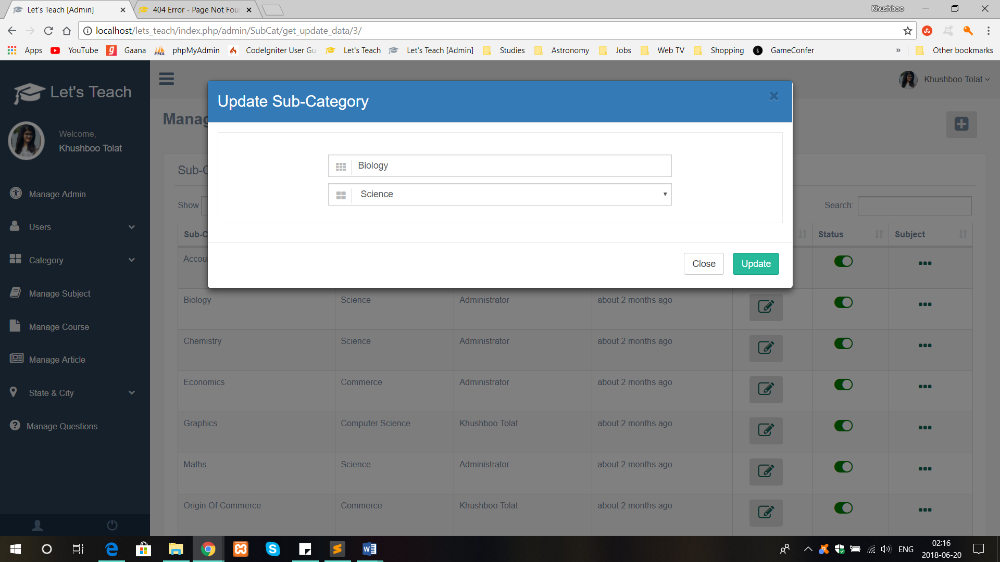 Let's Teach [Admin]
404 Error - Page Not Fou
Khushboo
localhost/lets_teach/index.php/admin/SubCat/get_update_data/3/
Apps YouTube Gaana phpMyAdmin CodeIgniter User Gu Let's Teach Let's Teach [Admin] Studies Astronomy Jobs Web TV Shopping GameConfer » Other bookmarks
Let's Teach
Welcome,
Khushboo Tolat
Manage Admin
Users
Category
Manage Subject
Manage Course
Manage Article
State & City
Manage Questions
Khushboo Tolat
Manag
Update Sub-Category
Biology
Science
Close Update
Sub-C
Show
Search:
Sub-C Status Subject
Accou
Biology Science Administrator about 2 months ago
Chemistry Science Administrator about 2 months ago
Economics Commerce Administrator about 2 months ago
Graphics Computer Science Khushboo Tolat about 2 months ago
Maths Science Administrator about 2 months ago
Origin Of Commerce Commerce Khushboo Tolat about 2 months ago
ENG
02:16
2018-06-20